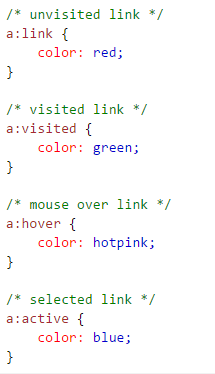 /* unvisited link */
a:link {
    color: red;
}

/* visited link */
a:visited {
    color: green;
}

/* mouse over link */
a:hover {
    color: hotpink;
}

/* selected link */
a:active {
    color: blue;
}